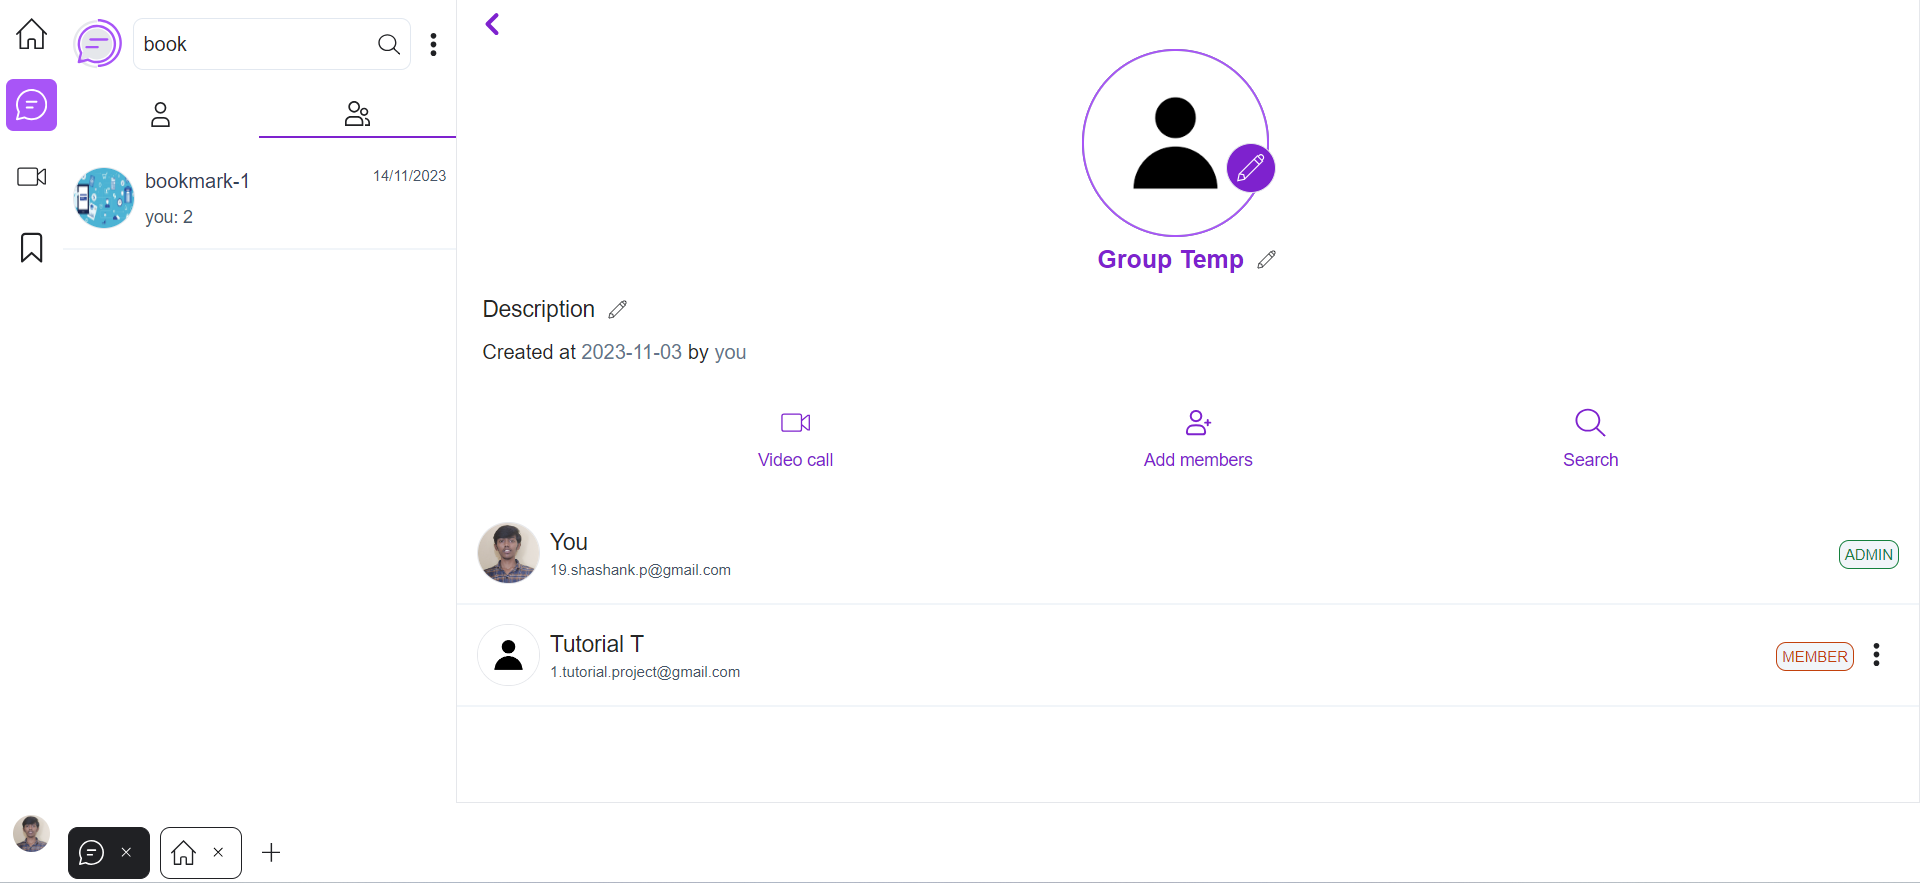 book
bookmark-1
14/11/2023
you: 2
Group Temp
Description
Created at 2023-11-03 by you
Video call
Add members
Search
You
19.shashank.p@gmail.com
ADMIN
Tutorial T
1.tutorial.project@gmail.com
MEMBER